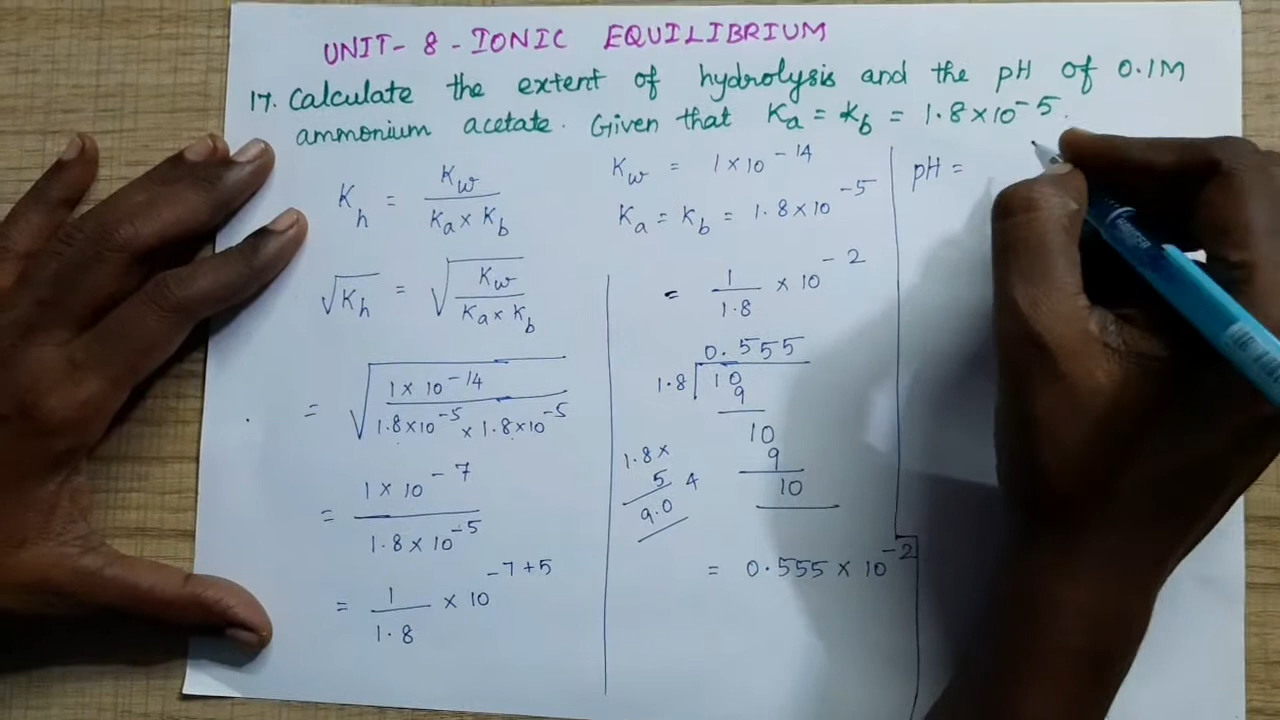 UNIT- 8 - IONIC EQUILIBRIUM
17. Calculate the extent of hydrolysis and the pH of 0.1M
ammonium acetate. Given that Ka = Kb = 1.8×10^-5.
Kh = Kw / Ka × Kb
√Kh = √(Kw / Ka × Kb)
= √(1×10^-14 / 1.8×10^-5 × 1.8×10^-5)
= 1×10^-7 / 1.8×10^-5
= 1/1.8 × 10^-7+5
Kw = 1×10^-14
Ka = Kb = 1.8×10^-5
= 1/1.8 × 10^-2
0.555
1.8 10
9
10
9
10
1.8×
5 4
9.0
= 0.555×10^-2
pH =